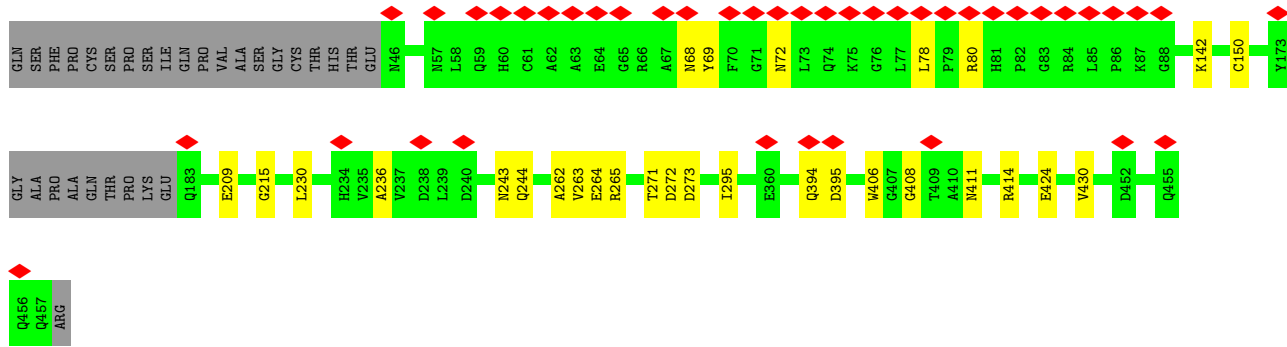 GLN SER PHE PRO CYS SER PRO SER ILE GLN PRO VAL ALA SER GLY CYS THR HIS THR GLU N46 N57 L58 Q59 H60 C61 A62 A63 E64 G65 R66 A67 N68 Y69 F70 G71 N72 L73 Q74 K75 G76 L77 L78 P79 R80 H81 P82 G83 R84 L85 P86 K87 G88 K142 C150 Y173
GLY ALA PRO ALA GLN THR PRO LYS GLU Q183 E209 G215 L230 H234 V235 A236 V237 D238 L239 D240 N243 Q244 A262 V263 E264 R265 T271 D272 D273 I295 E360 Q394 D395 W406 G407 G408 T409 A410 N411 R414 E424 V430 D452 Q455
Q456 Q457 ARG